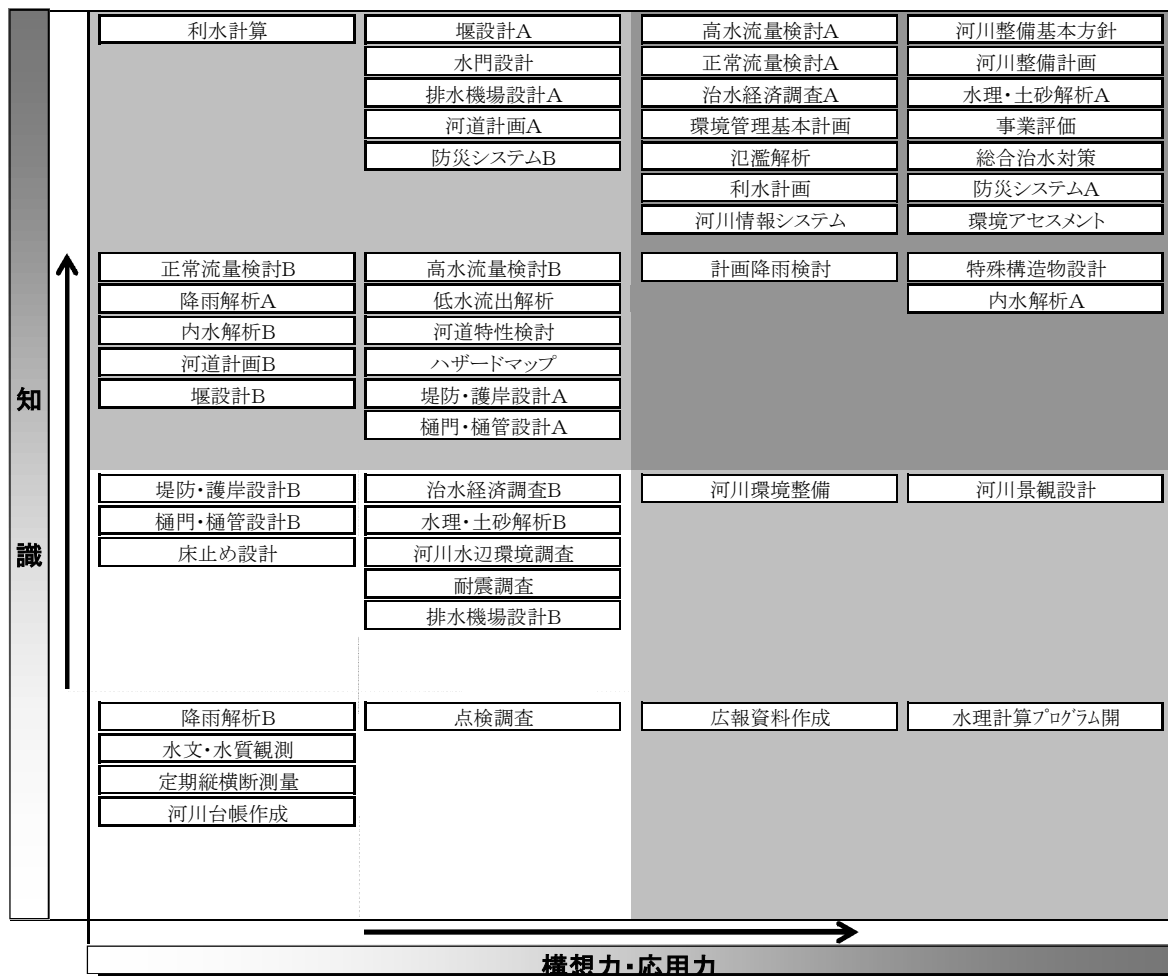 利水計算
堰設計A
高水流量検討A
河川整備基本方針
水門設計
正常流量検討A
河川整備計画
排水機場設計A
治水経済調査A
水理・土砂解析A
河道計画A
環境管理基本計画
事業評価
防災システムB
氾濫解析
総合治水対策
利水計画
防災システムA
河川情報システム
環境アセスメント
正常流量検討B
高水流量検討B
計画降雨検討
特殊構造物設計
降雨解析A
低水流出解析
内水解析A
内水解析B
河道特性検討
河道計画B
ハザードマップ
堰設計B
堤防・護岸設計A
樋門・樋管設計A
知識
堤防・護岸設計B
治水経済調査B
河川環境整備
河川景観設計
樋門・樋管設計B
水理・土砂解析B
床止め設計
河川水辺環境調査
耐震調査
排水機場設計B
降雨解析B
点検調査
広報資料作成
水理計算プログラム開
水文・水質観測
定期縦横断測量
河川台帳作成
構想力・応用力